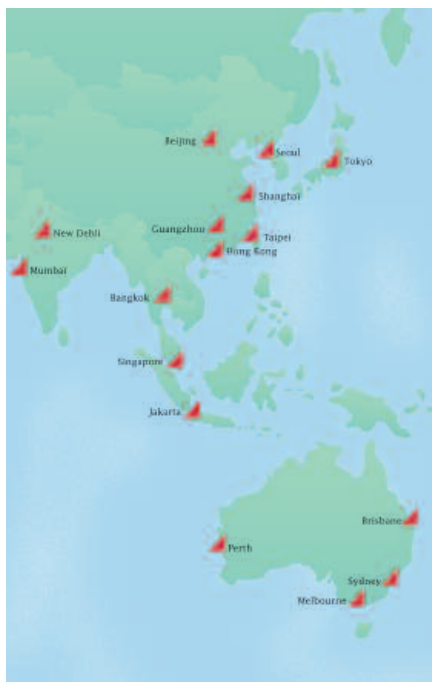 Beijing
Seoul
Tokyo
Shanghai
Guangzhou
Taipei
New Dehli
Hong Kong
Mumbai
Bangkok
Singapore
Jakarta
Brisbane
Perth
Sydney
Melbourne